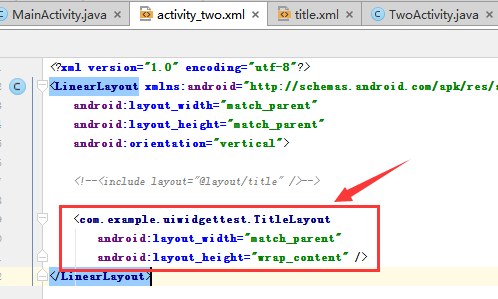 MainActivity.java
activity_two.xml
title.xml
TwoActivity.java
<?xml version="1.0" encoding="utf-8"?>
<LinearLayout xmlns:android="http://schemas.android.com/apk/res/
android:layout_width="match_parent"
android:layout_height="match_parent"
android:orientation="vertical">
<!--<include layout="@layout/title" />-->
<com.example.uiwidgettest.TitleLayout
android:layout_width="match_parent"
android:layout_height="wrap_content" />
</LinearLayout>